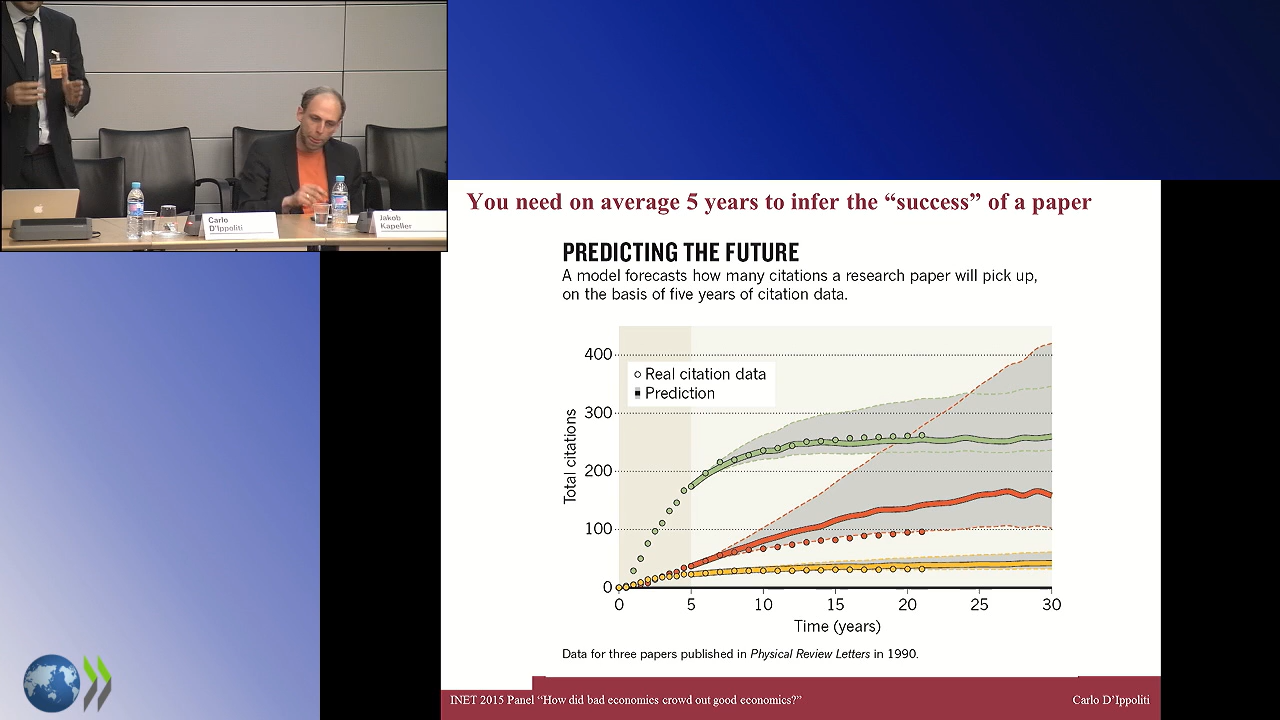 Carlo
D'Ippoliti
Jakob
Kapeller
You need on average 5 years to infer the “success” of a paper
PREDICTING THE FUTURE
A model forecasts how many citations a research paper will pick up,
on the basis of five years of citation data.
Total citations
400
300
200
100
0
Real citation data
Prediction
0 5 10 15 20 25 30
Time (years)
Data for three papers published in Physical Review Letters in 1990.
INET 2015 Panel “How did bad economics crowd out good economics?”
Carlo D’Ippoliti